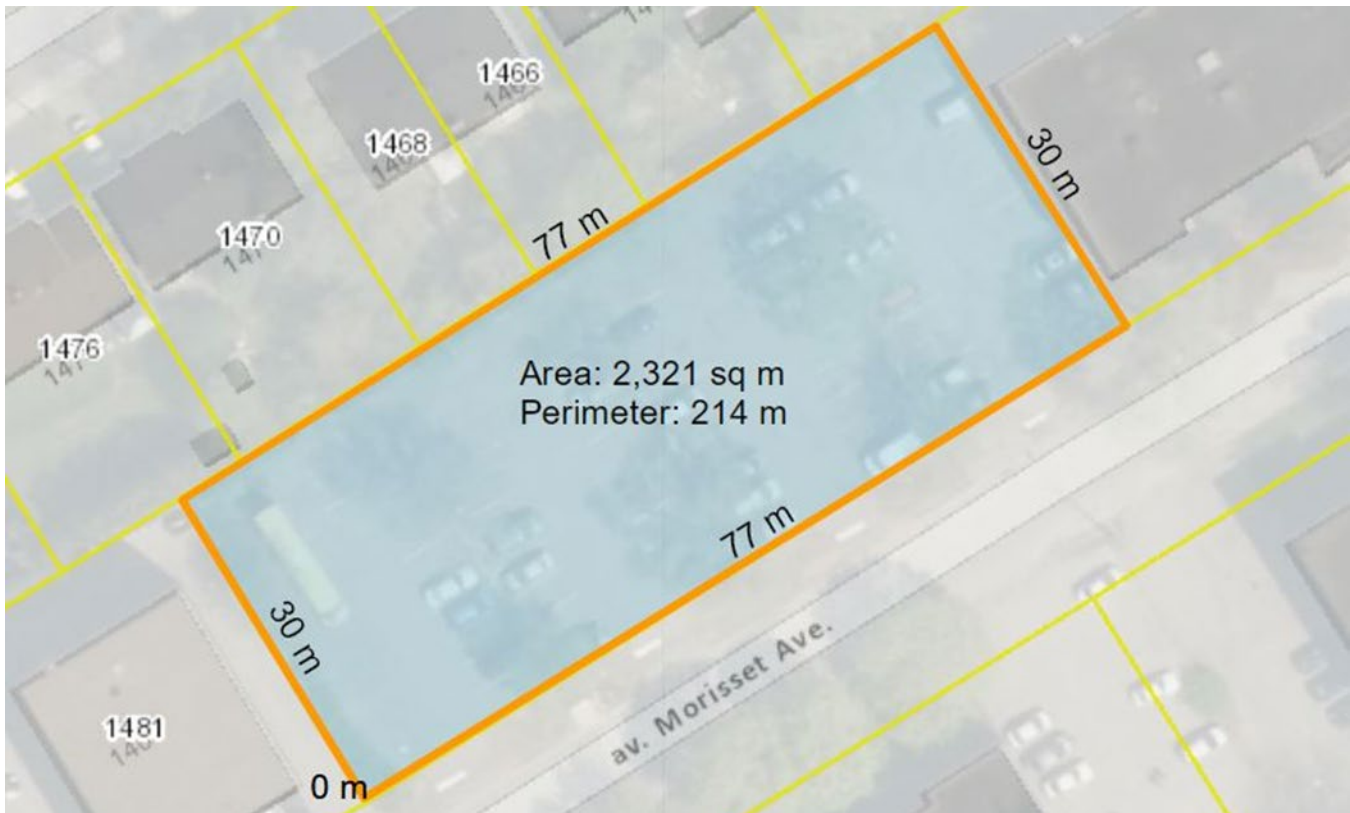 1466
1468
30 m
77 m
1470
1476
Area: 2,321 sq m
Perimeter: 214 m
77 m
30 m
av. Morisset Ave.
1481
0 m